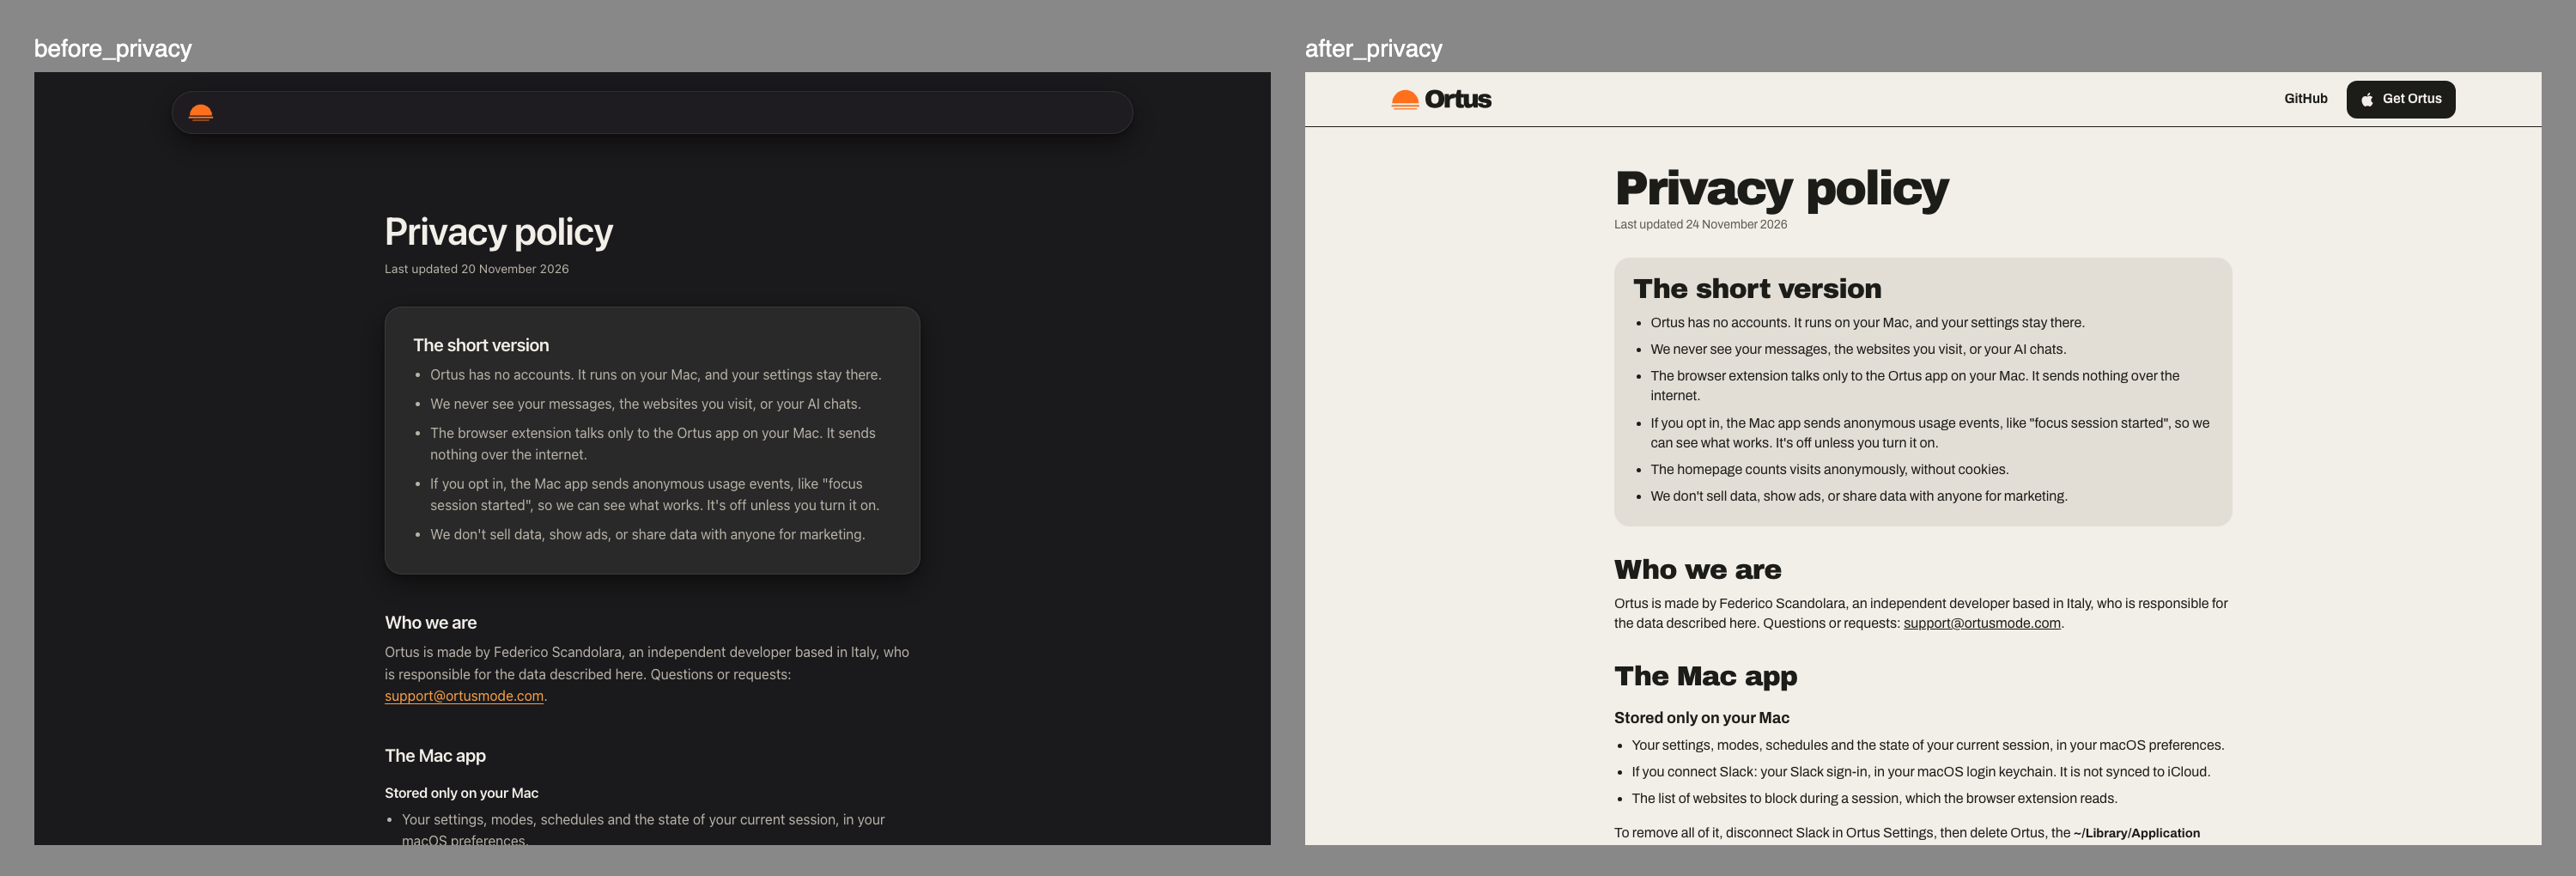 before_privacy
Privacy policy
Last updated 20 November 2026
The short version
• Ortus has no accounts. It runs on your Mac, and your settings stay there.
• We never see your messages, the websites you visit, or your AI chats.
• The browser extension talks only to the Ortus app on your Mac. It sends
nothing over the internet.
• If you opt in, the Mac app sends anonymous usage events, like "focus
session started", so we can see what works. It's off unless you turn it on.
• We don't sell data, show ads, or share data with anyone for marketing.
Who we are
Ortus is made by Federico Scandolara, an independent developer based in Italy, who
is responsible for the data described here. Questions or requests:
support@ortusmode.com.
The Mac app
Stored only on your Mac
• Your settings, modes, schedules and the state of your current session, in your
macOS preferences.
after_privacy
Ortus
GitHub
Get Ortus
Privacy policy
Last updated 24 November 2026
The short version
• Ortus has no accounts. It runs on your Mac, and your settings stay there.
• We never see your messages, the websites you visit, or your AI chats.
• The browser extension talks only to the Ortus app on your Mac. It sends nothing over the
internet.
• If you opt in, the Mac app sends anonymous usage events, like "focus session started", so we
can see what works. It's off unless you turn it on.
• The homepage counts visits anonymously, without cookies.
• We don't sell data, show ads, or share data with anyone for marketing.
Who we are
Ortus is made by Federico Scandolara, an independent developer based in Italy, who is responsible for
the data described here. Questions or requests: support@ortusmode.com.
The Mac app
Stored only on your Mac
• Your settings, modes, schedules and the state of your current session, in your macOS preferences.
• If you connect Slack: your Slack sign-in, in your macOS login keychain. It is not synced to iCloud.
• The list of websites to block during a session, which the browser extension reads.
To remove all of it, disconnect Slack in Ortus Settings, then delete Ortus, the ~/Library/Application